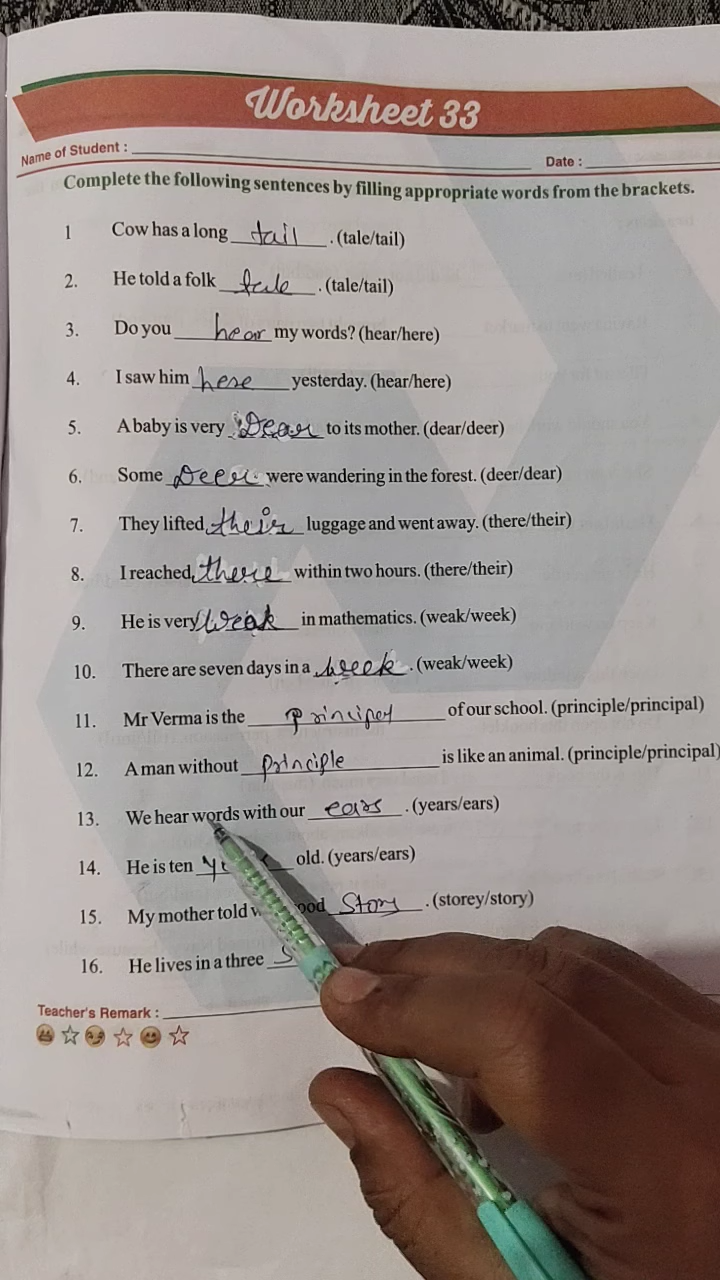 Worksheet 33
Name of Student : Date :
Complete the following sentences by filling appropriate words from the brackets.
1 Cow has a long tail . (tale/tail)
2. He told a folk tale . (tale/tail)
3. Do you hear my words? (hear/here)
4. I saw him here yesterday. (hear/here)
5. A baby is very Dear to its mother. (dear/deer)
6. Some Deer were wandering in the forest. (deer/dear)
7. They lifted their luggage and went away. (there/their)
8. I reached there within two hours. (there/their)
9. He is very weak in mathematics. (weak/week)
10. There are seven days in a week . (weak/week)
11. Mr Verma is the of our school. (principle/principal)
12. A man without principle is like an animal. (principle/principal)
13. We hear words with our ears . (years/ears)
14. He is ten old. (years/ears)
15. My mother told Story . (storey/story)
16. He lives in a three
Teacher's Remark :